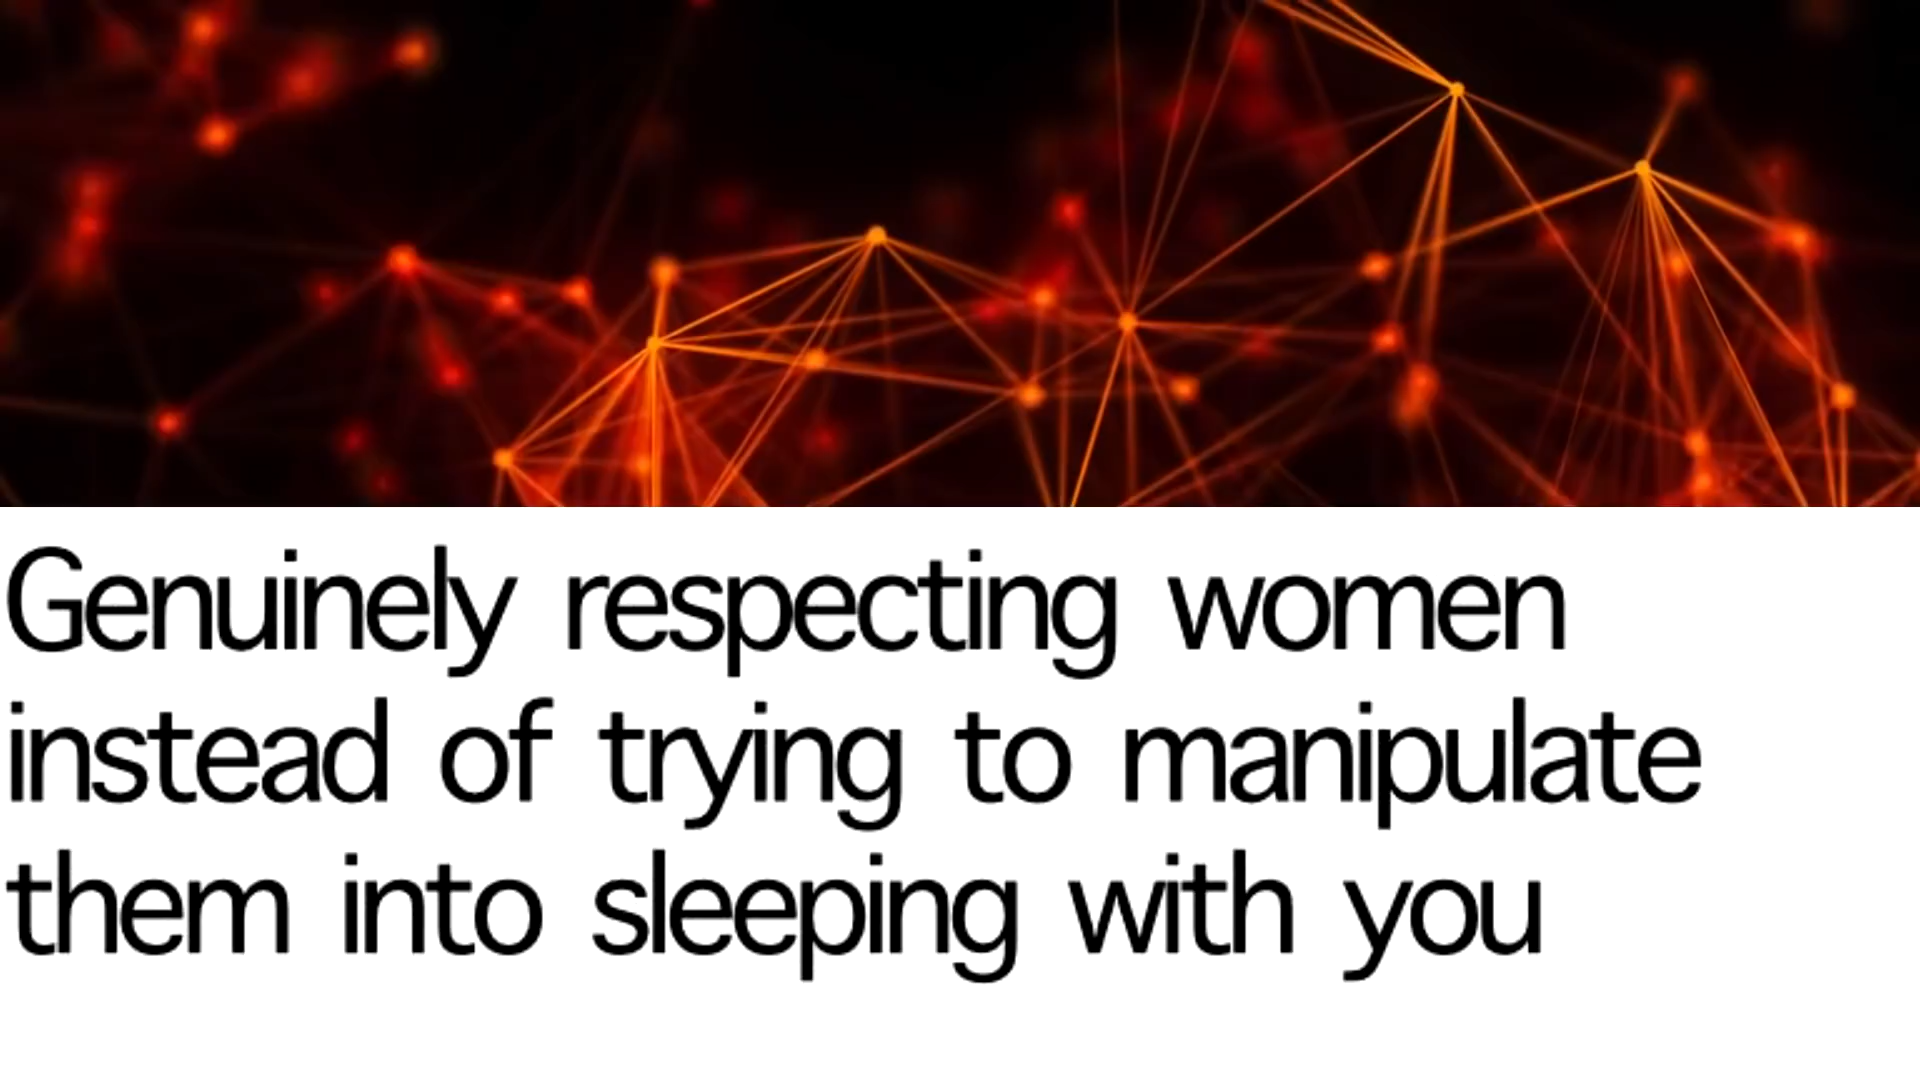 Genuinely respecting women
instead of trying to manipulate
them into sleeping with you